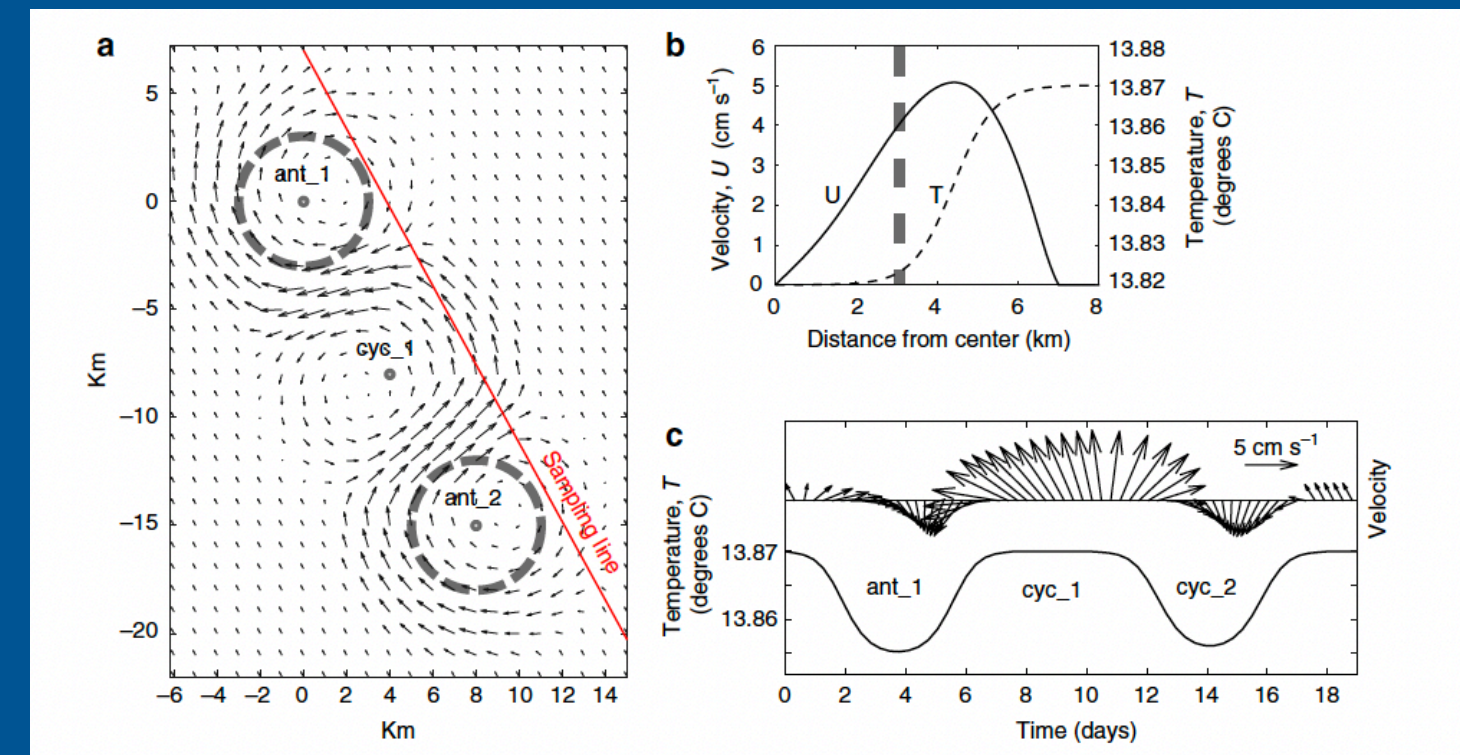 a
5
0
−5
−10
−15
−20
Km
ant_1
cyc_1
ant_2
Sampling line
−6 −4 −2 0 2 4 6 8 10 12 14
Km
b
6
5
4
3
2
1
0
Velocity, U (cm s⁻¹)
U
T
13.88
13.87
13.86
13.85
13.84
13.83
13.82
Temperature, T
(degrees C)
0 2 4 6 8
Distance from center (km)
c
5 cm s⁻¹
Velocity
13.87
13.86
Temperature, T
(degrees C)
ant_1
cyc_1
cyc_2
0 2 4 6 8 10 12 14 16 18
Time (days)